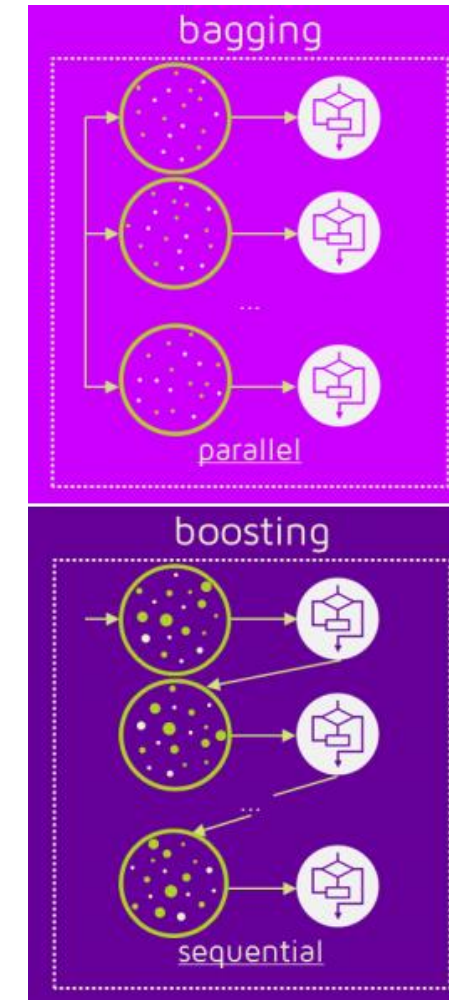 bagging
...
parallel
boosting
...
sequential